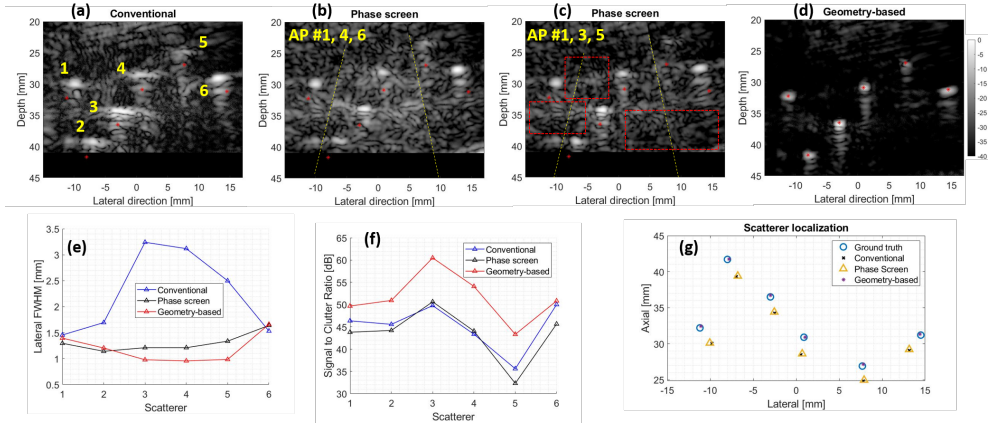 (a)
Conventional
1
2
3
4
5
6
20
25
30
35
40
45
Depth [mm]
-10 -5 0 5 10 15
Lateral direction [mm]
(b)
Phase screen
AP #1, 4, 6
20
25
30
35
40
45
Depth [mm]
-10 -5 0 5 10 15
Lateral direction [mm]
(c)
Phase screen
AP #1, 3, 5
20
25
30
35
40
45
Depth [mm]
-10 -5 0 5 10 15
Lateral direction [mm]
(d)
Geometry-based
20
25
30
35
40
45
Depth [mm]
-10 -5 0 5 10 15
Lateral direction [mm]
0
-5
-10
-15
-20
-25
-30
-35
-40
(e)
3.5
3
2.5
2
1.5
1
0.5
Lateral FWHM [mm]
Conventional
Phase screen
Geometry-based
1 2 3 4 5 6
Scatterer
(f)
65
60
55
50
45
40
35
30
Signal to Clutter Ratio [dB]
Conventional
Phase screen
Geometry-based
1 2 3 4 5 6
Scatterer
Scatterer localization
(g)
45
40
35
30
25
Axial[mm]
Ground truth
Conventional
Phase Screen
Geometry-based
-15 -10 -5 0 5 10 15
Lateral [mm]